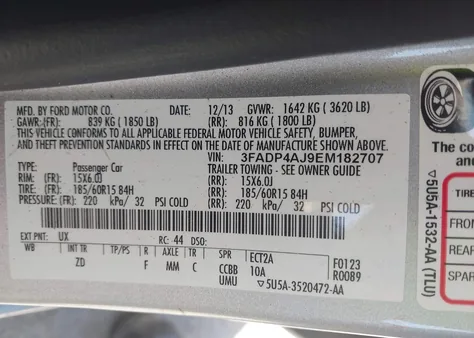 MFD. BY FORD MOTOR CO. DATE: 12/13 GVWR: 1642 KG ( 3620 LB)
GAWR:(FR): 839 KG ( 1850 LB) (RR): 816 KG ( 1800 LB)
THIS VEHICLE CONFORMS TO ALL APPLICABLE FEDERAL MOTOR VEHICLE SAFETY, BUMPER,
AND THEFT PREVENTION STANDARDS IN EFFECT ON THE DATE OF MANUFACTURE SHOWN ABOVE.
VIN: 3FADP4AJ9EM182707
TYPE: Passenger Car TRAILER TOWING - SEE OWNER GUIDE
RIM: (FR): 15X6.0J (RR): 15X6.0J
TIRE: (FR): 185/60R15 84H (RR): 185/60R15 84H
PRESSURE: (FR): 220 kPa/ 32 PSI COLD (RR): 220 kPa/ 32 PSI COLD
EXT PNT: UX RC: 44 DSO:
WB INT TR TP/PS R AXLE TR SPR ECT2A
ZD F MM C CCBB 10A F0123
UMU R0089
▽5U5A-3520472-AA
The co
and
TIRE
FRO
REAR
SPAR
▽5U5A-1532-AA (TLU)